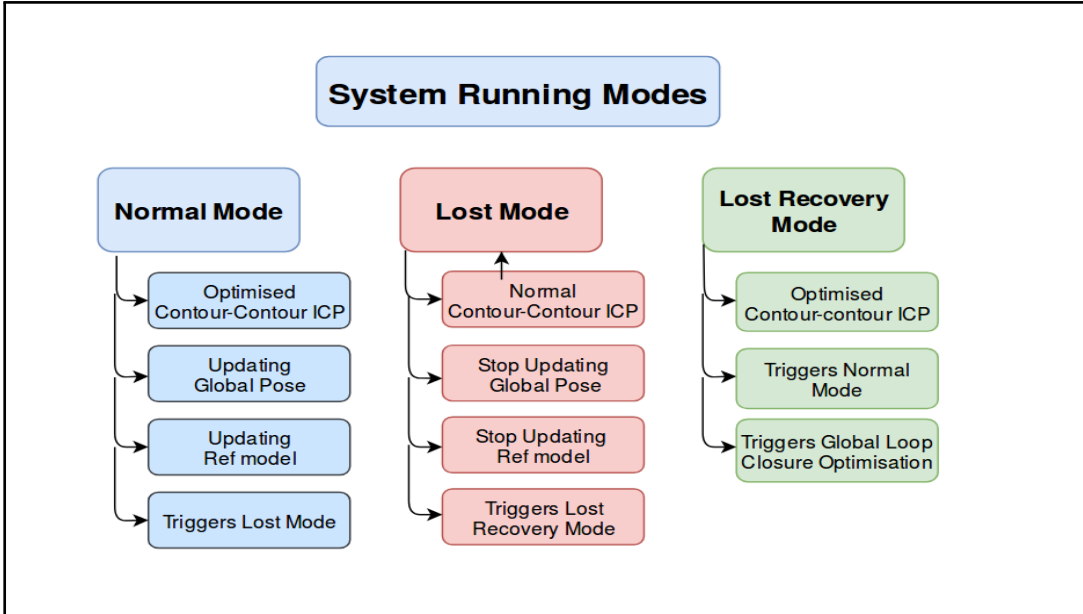 System Running Modes
Normal Mode
Optimised
Contour-Contour ICP
Updating
Global Pose
Updating
Ref model
Triggers Lost Mode
Lost Mode
Normal
Contour-Contour ICP
Stop Updating
Global Pose
Stop Updating
Ref model
Triggers Lost
Recovery Mode
Lost Recovery
Mode
Optimised
Contour-contour ICP
Triggers Normal
Mode
Triggers Global Loop
Closure Optimisation